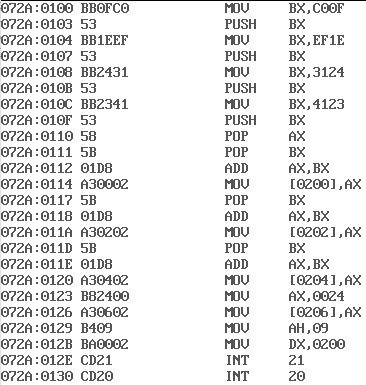 072A:0100 BB0FC0 MOV BX,C00F
072A:0103 53 PUSH BX
072A:0104 BB1EEF MOV BX,EF1E
072A:0107 53 PUSH BX
072A:0108 BB2431 MOV BX,3124
072A:010B 53 PUSH BX
072A:010C BB2341 MOV BX,4123
072A:010F 53 PUSH BX
072A:0110 58 POP AX
072A:0111 5B POP BX
072A:0112 01D8 ADD AX,BX
072A:0114 A30002 MOV [0200],AX
072A:0117 5B POP BX
072A:0118 01D8 ADD AX,BX
072A:011A A30202 MOV [0202],AX
072A:011D 5B POP BX
072A:011E 01D8 ADD AX,BX
072A:0120 A30402 MOV [0204],AX
072A:0123 B82400 MOV AX,0024
072A:0126 A30602 MOV [0206],AX
072A:0129 B409 MOV AH,09
072A:012B BA0002 MOV DX,0200
072A:012E CD21 INT 21
072A:0130 CD20 INT 20